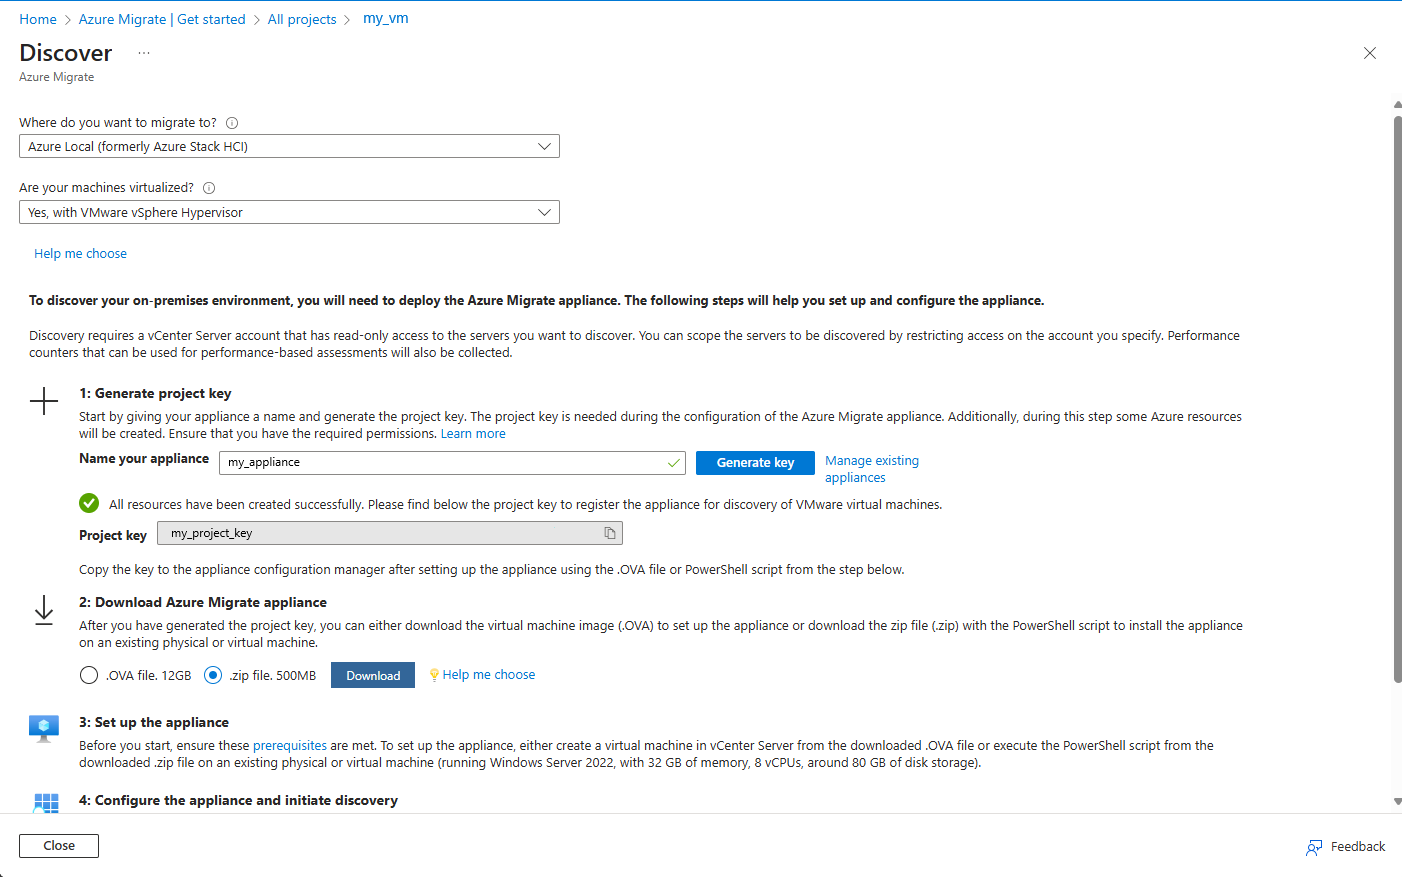 Home > Azure Migrate | Get started > All projects > my_vm
Discover ...
Azure Migrate
Where do you want to migrate to?
Azure Local (formerly Azure Stack HCI)
Are your machines virtualized?
Yes, with VMware vSphere Hypervisor
Help me choose
To discover your on-premises environment, you will need to deploy the Azure Migrate appliance. The following steps will help you set up and configure the appliance.
Discovery requires a vCenter Server account that has read-only access to the servers you want to discover. You can scope the servers to be discovered by restricting access on the account you specify. Performance
counters that can be used for performance-based assessments will also be collected.
1: Generate project key
Start by giving your appliance a name and generate the project key. The project key is needed during the configuration of the Azure Migrate appliance. Additionally, during this step some Azure resources
will be created. Ensure that you have the required permissions. Learn more
Name your appliance my_appliance Generate key Manage existing
appliances
All resources have been created successfully. Please find below the project key to register the appliance for discovery of VMware virtual machines.
Project key my_project_key
Copy the key to the appliance configuration manager after setting up the appliance using the .OVA file or PowerShell script from the step below.
2: Download Azure Migrate appliance
After you have generated the project key, you can either download the virtual machine image (.OVA) to set up the appliance or download the zip file (.zip) with the PowerShell script to install the appliance
on an existing physical or virtual machine.
.OVA file. 12GB .zip file. 500MB Download Help me choose
3: Set up the appliance
Before you start, ensure these prerequisites are met. To set up the appliance, either create a virtual machine in vCenter Server from the downloaded .OVA file or execute the PowerShell script from the
downloaded .zip file on an existing physical or virtual machine (running Windows Server 2022, with 32 GB of memory, 8 vCPUs, around 80 GB of disk storage).
4: Configure the appliance and initiate discovery
Close
Feedback